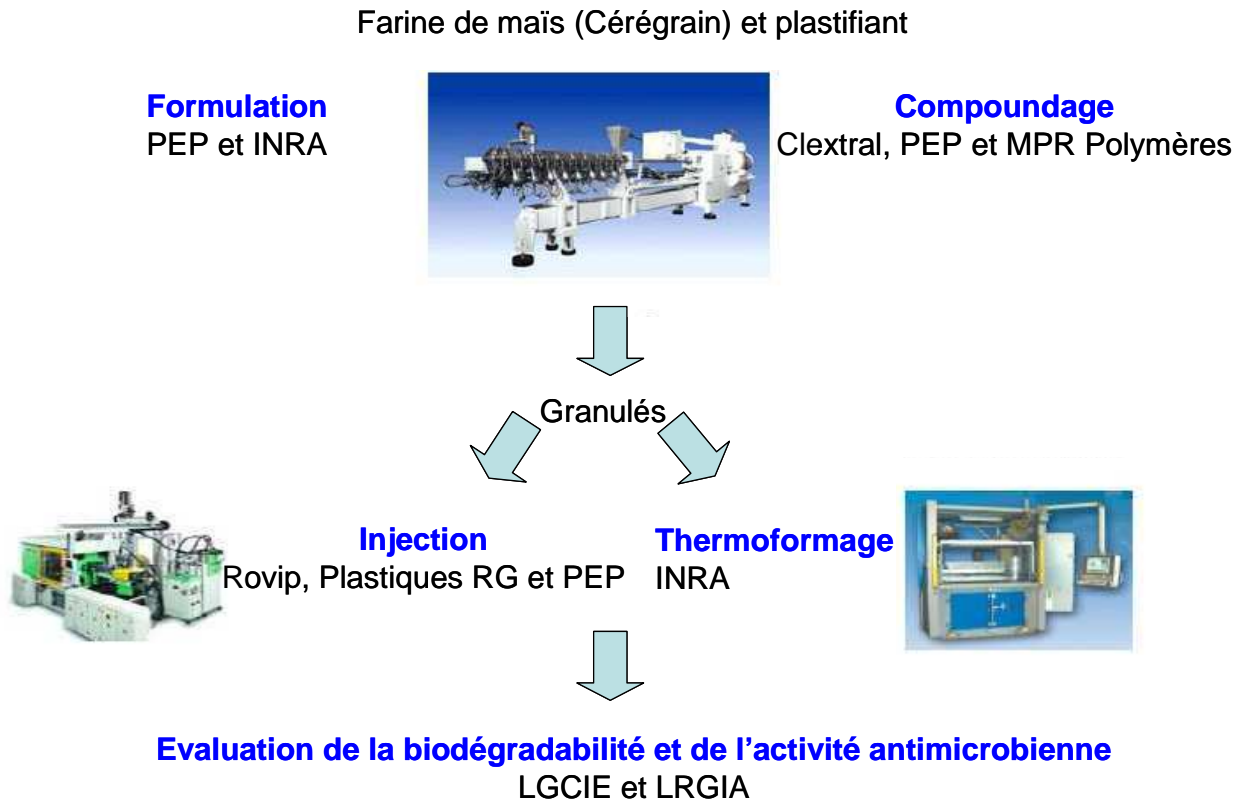 Farine de maïs (Cérégrain) et plastifiant
Formulation
PEP et INRA
Compoundage
Clextral, PEP et MPR Polymères
Granulés
Injection
Rovip, Plastiques RG et PEP
Thermoformage
INRA
Evaluation de la biodégradabilité et de l'activité antimicrobienne
LGCIE et LRGIA